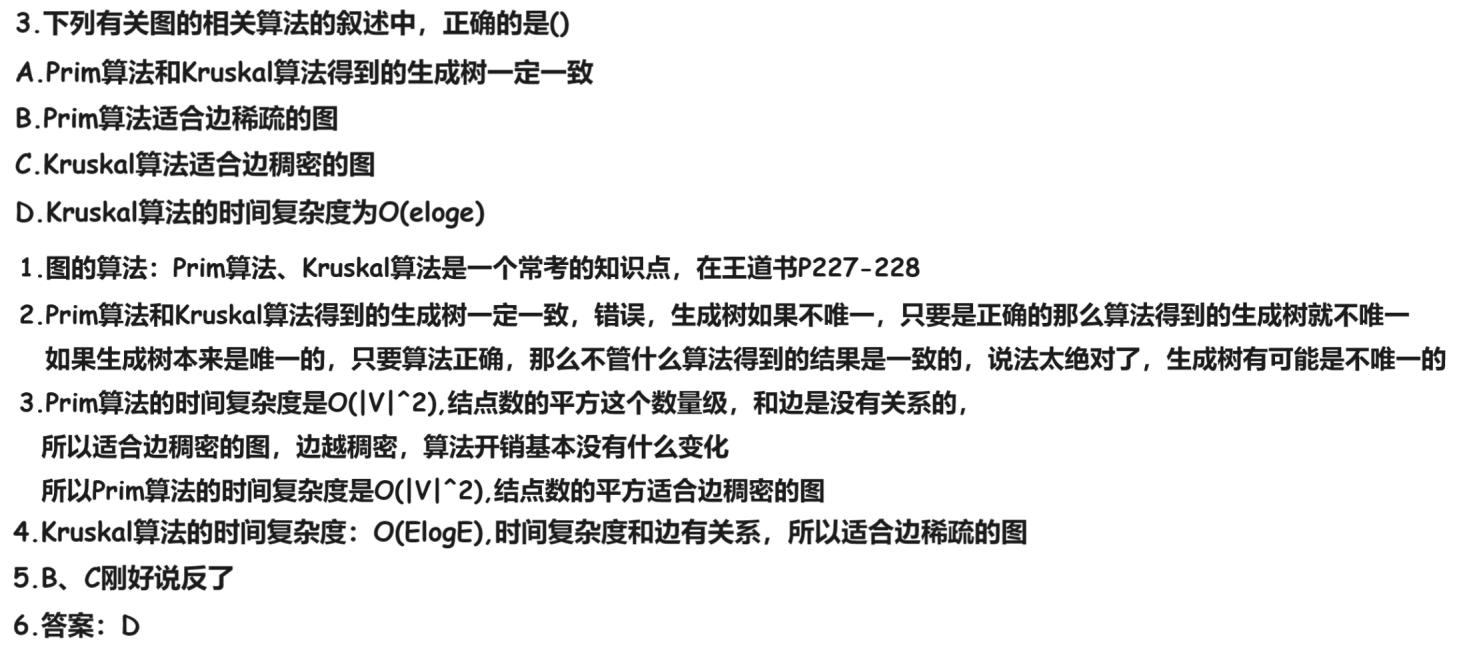 3.下列有关图的相关算法的叙述中，正确的是()
A.Prim算法和Kruskal算法得到的生成树一定一致
B.Prim算法适合边稀疏的图
C.Kruskal算法适合边稠密的图
D.Kruskal算法的时间复杂度为O(eloge)
1.图的算法：Prim算法、Kruskal算法是一个常考的知识点，在王道书P227-228
2.Prim算法和Kruskal算法得到的生成树一定一致，错误，生成树如果不唯一，只要是正确的那么算法得到的生成树就不唯一
如果生成树本来是唯一的，只要算法正确，那么不管什么算法得到的结果是一致的，说法太绝对了，生成树有可能是不唯一的
3.Prim算法的时间复杂度是O(|V|^2),结点数的平方这个数量级，和边是没有关系的，
所以适合边稠密的图，边越稠密，算法开销基本没有什么变化
所以Prim算法的时间复杂度是O(|V|^2),结点数的平方适合边稠密的图
4.Kruskal算法的时间复杂度：O(ElogE),时间复杂度和边有关系，所以适合边稀疏的图
5.B、C刚好说反了
6.答案：D